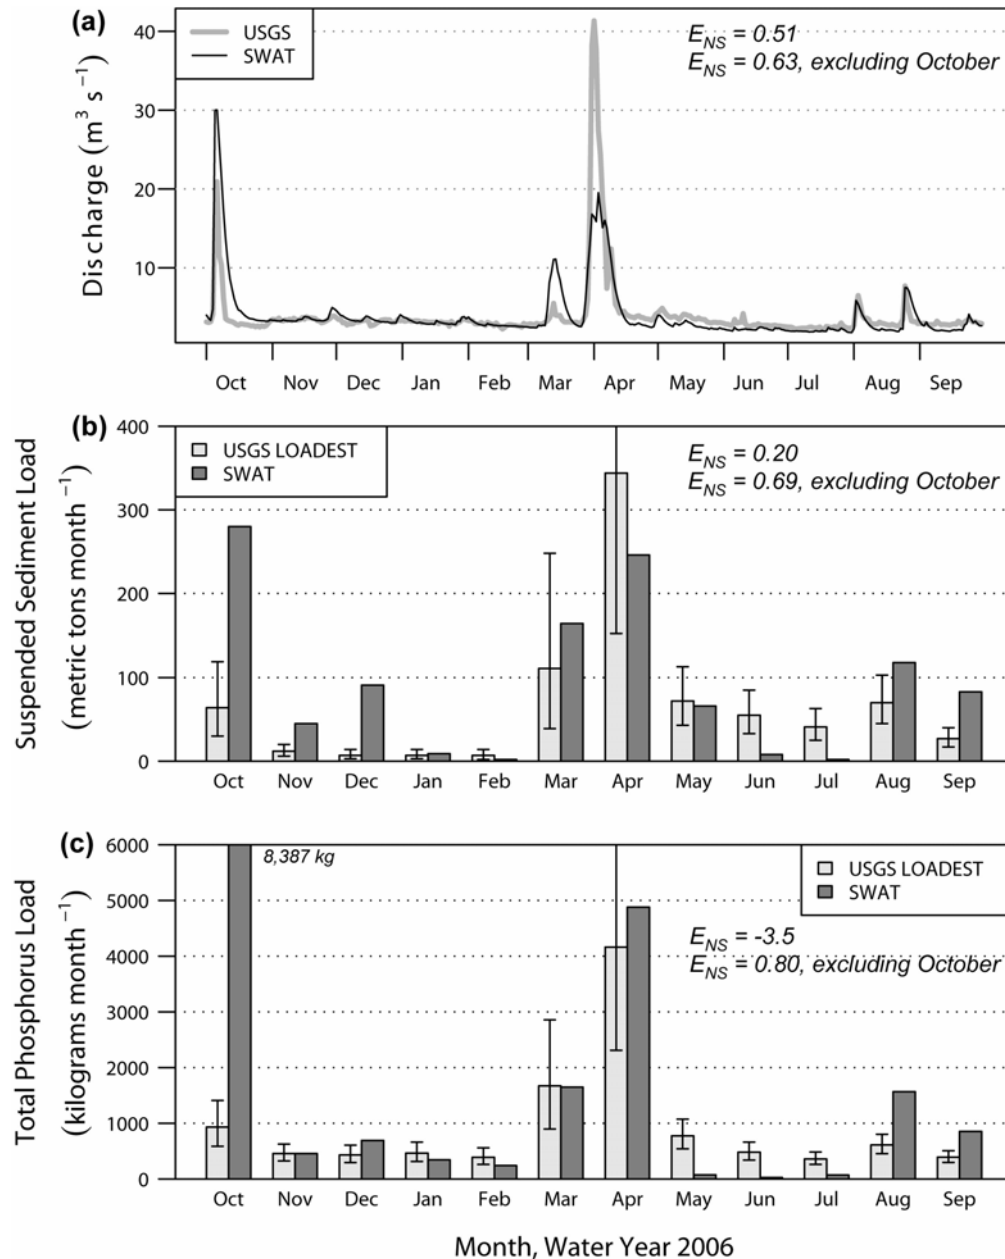 (a)
USGS
SWAT
E_NS = 0.51
E_NS = 0.63, excluding October
Discharge (m³ s⁻¹)
40
30
20
10
Oct Nov Dec Jan Feb Mar Apr May Jun Jul Aug Sep
(b)
USGS LOADEST
SWAT
E_NS = 0.20
E_NS = 0.69, excluding October
Suspended Sediment Load
(metric tons month⁻¹)
400
300
200
100
0
Oct Nov Dec Jan Feb Mar Apr May Jun Jul Aug Sep
(c)
8,387 kg
USGS LOADEST
SWAT
E_NS = -3.5
E_NS = 0.80, excluding October
Total Phosphorus Load
(kilograms month⁻¹)
6000
5000
4000
3000
2000
1000
0
Oct Nov Dec Jan Feb Mar Apr May Jun Jul Aug Sep
Month, Water Year 2006